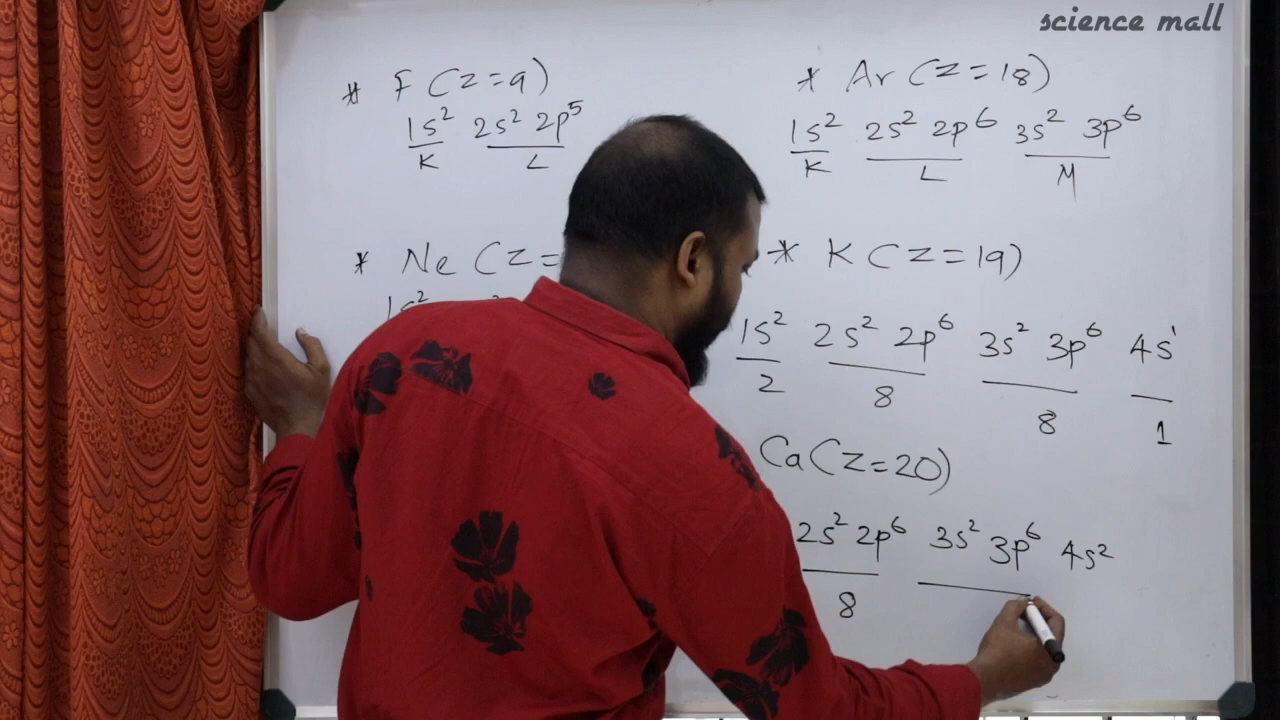 science mall
* F (Z=9)
1s² 2s² 2p⁵
K L
* Ne (Z=
1s²
* Ar (Z=18)
1s² 2s² 2p⁶ 3s² 3p⁶
K L M
* K (Z=19)
1s² 2s² 2p⁶ 3s² 3p⁶ 4s¹
2 8 8 1
Ca (Z=20)
2s² 2p⁶ 3s² 3p⁶ 4s²
8